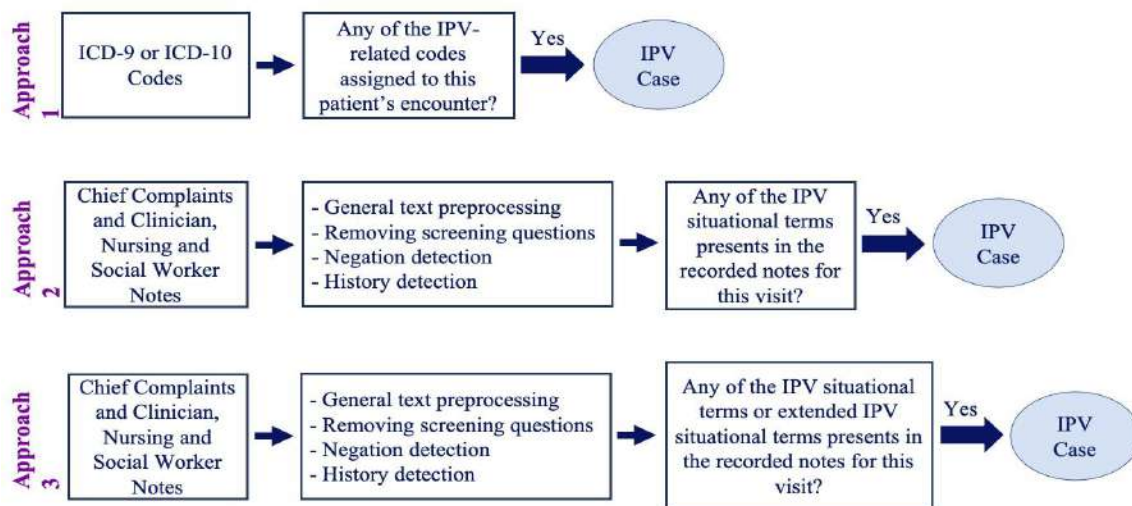 Approach
1
ICD-9 or ICD-10
Codes
Any of the IPV-
related codes
assigned to this
patient’s encounter?
Yes
IPV
Case
Approach
2
Chief Complaints
and Clinician,
Nursing and
Social Worker
Notes
- General text preprocessing
- Removing screening questions
- Negation detection
- History detection
Any of the IPV
situational terms
presents in the
recorded notes for
this visit?
Yes
IPV
Case
Approach
3
Chief Complaints
and Clinician,
Nursing and
Social Worker
Notes
- General text preprocessing
- Removing screening questions
- Negation detection
- History detection
Any of the IPV situational
terms or extended IPV
situational terms presents in
the recorded notes for this
visit?
Yes
IPV
Case